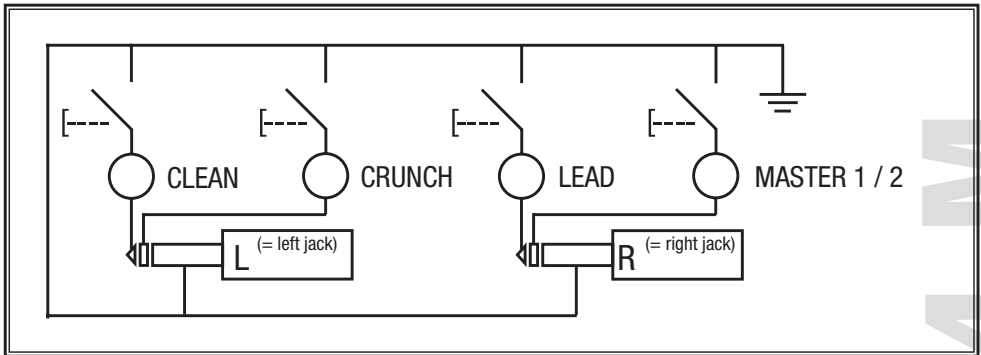 CLEAN
CRUNCH
LEAD
MASTER 1 / 2
L (= left jack)
R (= right jack)
M